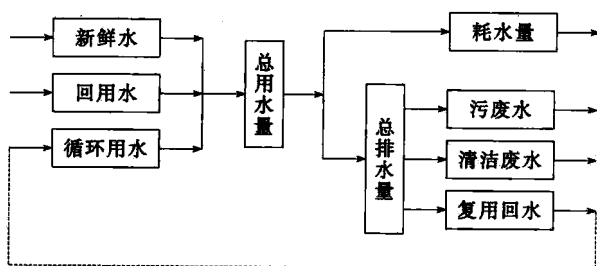 新鲜水
回用水
循环用水
总用水量
耗水量
总排水量
污废水
清洁废水
复用回水